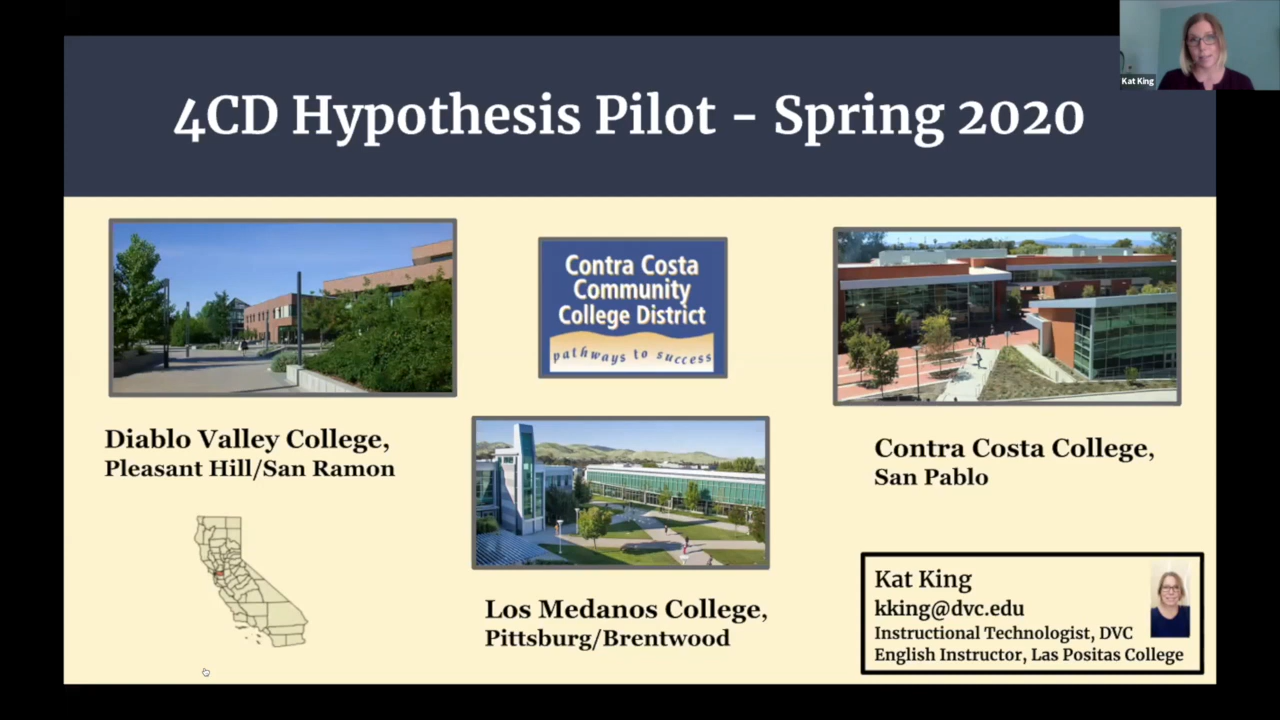 Kat King
4CD Hypothesis Pilot - Spring 2020
Contra Costa
Community
College District
pathways to success
Diablo Valley College,
Pleasant Hill/San Ramon
Contra Costa College,
San Pablo
Los Medanos College,
Pittsburg/Brentwood
Kat King
kking@dvc.edu
Instructional Technologist, DVC
English Instructor, Las Positas College